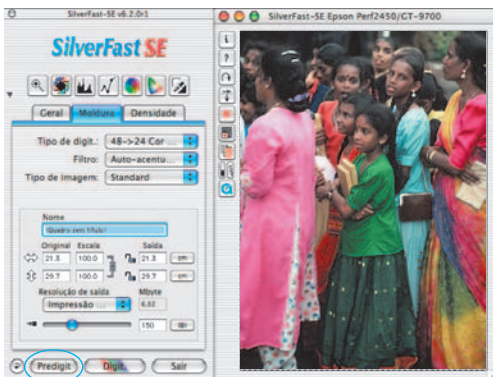 SilverFast-SE v6.2.0r1
SilverFast-SE Epson Perf2450/GT-9700
SilverFast SE
Geral Moldura Densidade
Tipo de digit.: 48->24 Cor ...
Filtro: Auto-acentu...
Tipo de imagem: Standard
Nome
Quadro sem título
Original Escala Saída
21.3 100.0 21.3 cm
29.7 100.0 29.7 cm
Resolução de saída Mbyte
Impressão ... 6.32
150 dpi
Predigit Digit. Sair